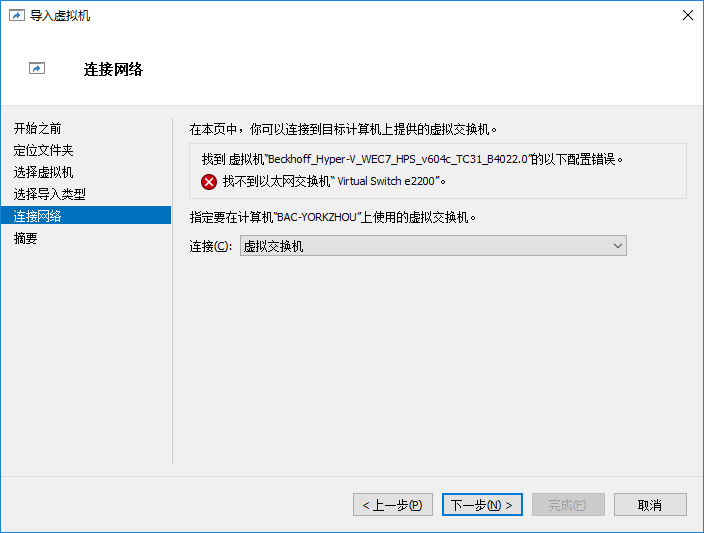 导入虚拟机
连接网络
开始之前
定位文件夹
选择虚拟机
选择导入类型
连接网络
摘要
在本页中，你可以连接到目标计算机上提供的虚拟交换机。
找到 虚拟机“Beckhoff_Hyper-V_WEC7_HPS_v604c_TC31_B4022.0”的以下配置错误。
找不到以太网交换机“ Virtual Switch e2200”。
指定要在计算机“BAC-YORKZHOU”上使用的虚拟交换机。
连接(C): 虚拟交换机
< 上一步(P) 下一步(N) > 完成(F) 取消